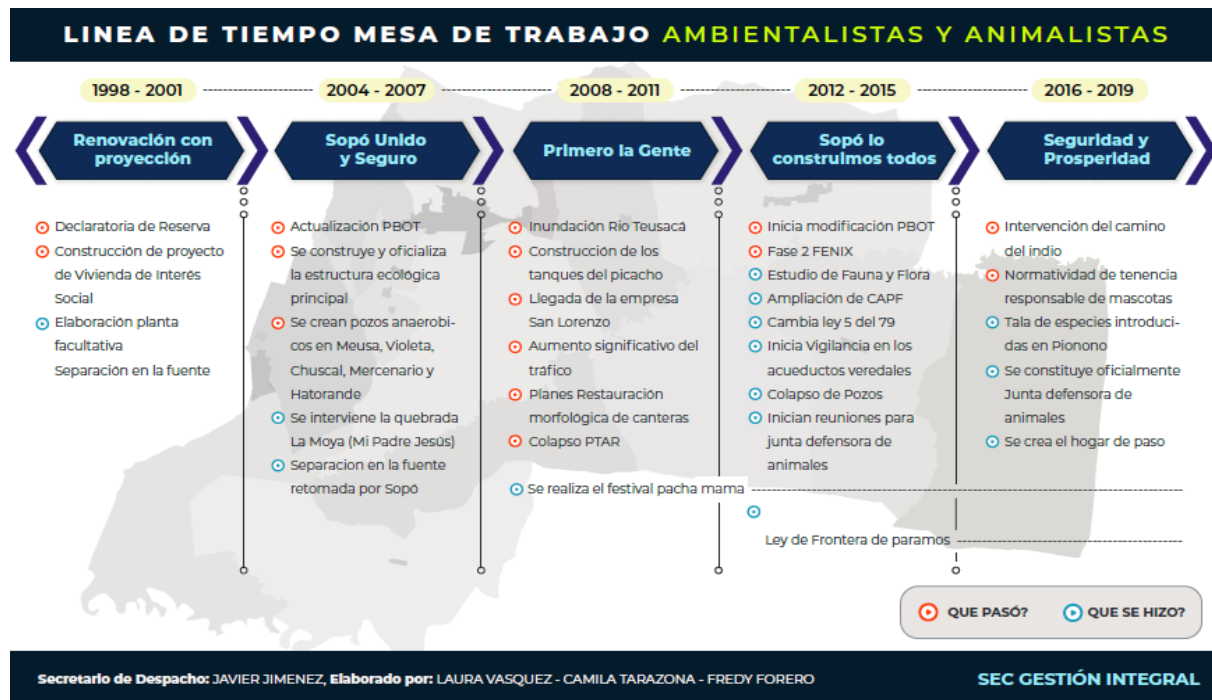 LINEA DE TIEMPO MESA DE TRABAJO AMBIENTALISTAS Y ANIMALISTAS
1998 - 2001
Renovación con
proyección
Declaratoria de Reserva
Construcción de proyecto
de Vivienda de Interés
Social
Elaboración planta
facultativa
Separación en la fuente
2004 - 2007
Sopó Unido
y Seguro
Actualización PBOT
Se construye y oficializa
la estructura ecológica
principal
Se crean pozos anaerobi-
cos en Meusa, Violeta,
Chuscal, Mercenario y
Hatorande
Se interviene la quebrada
La Moya (Mi Padre Jesús)
Separacion en la fuente
retomada por Sopó
2008 - 2011
Primero la Gente
Inundación Rio Teusacá
Construcción de los
tanques del picacho
Llegada de la empresa
San Lorenzo
Aumento significativo del
tráfico
Planes Restauración
morfológica de canteras
Colapso PTAR
Se realiza el festival pacha mama
2012 - 2015
Sopó lo
construimos todos
Inicia modificación PBOT
Fase 2 FENIX
Estudio de Fauna y Flora
Ampliación de CAPF
Cambia ley 5 del 79
Inicia Vigilancia en los
acueductos veredales
Colapso de Pozos
Inician reuniones para
junta defensora de
animales
Ley de Frontera de paramos
2016 - 2019
Seguridad y
Prosperidad
Intervención del camino
del indio
Normatividad de tenencia
responsable de mascotas
Tala de especies introduci-
das en Pionono
Se constituye oficialmente
Junta defensora de
animales
Se crea el hogar de paso
QUE PASÓ? QUE SE HIZO?
Secretario de Despacho: JAVIER JIMENEZ, Elaborado por: LAURA VASQUEZ - CAMILA TARAZONA - FREDY FORERO
SEC GESTIÓN INTEGRAL